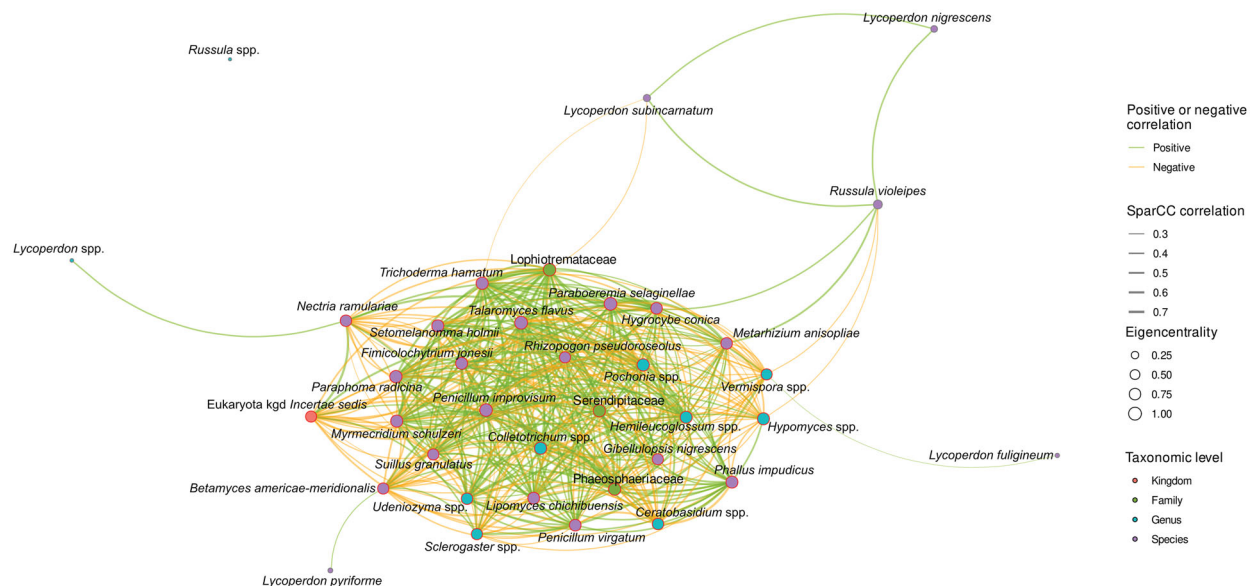 Lycoperdon nigrescens
Russula spp.
Lycoperdon subincarnatum
Russula violeipes
Lycoperdon spp.
Lophiotremataceae
Trichoderma hamatum
Paraboeremia selaginellae
Nectria ramulariae
Talaromyces flavus
Hygrocybe conica
Setomelanomma holmii
Metarhizium anisopliae
Rhizopogon pseudoroseolus
Fimicolochytrium jonesii
Pochonia spp.
Paraphoma radicina
Vermispora spp.
Eukaryota kgd Incertae sedis
Penicillum improvisum
Serendipitaceae
Hemileucoglossum spp.
Hypomyces spp.
Myrmecridium schulzeri
Colletotrichum spp.
Gibellulopsis nigrescens
Lycoperdon fuligineum
Suillus granulatus
Phallus impudicus
Phaeosphaeriaceae
Betamyces americae-meridionalis
Udeniozyma spp.
Lipomyces chichibuensis
Ceratobasidium spp.
Penicillum virgatum
Sclerogaster spp.
Lycoperdon pyriforme
Positive or negative
correlation
Positive
Negative
SparCC correlation
0.3
0.4
0.5
0.6
0.7
Eigencentrality
0.25
0.50
0.75
1.00
Taxonomic level
Kingdom
Family
Genus
Species